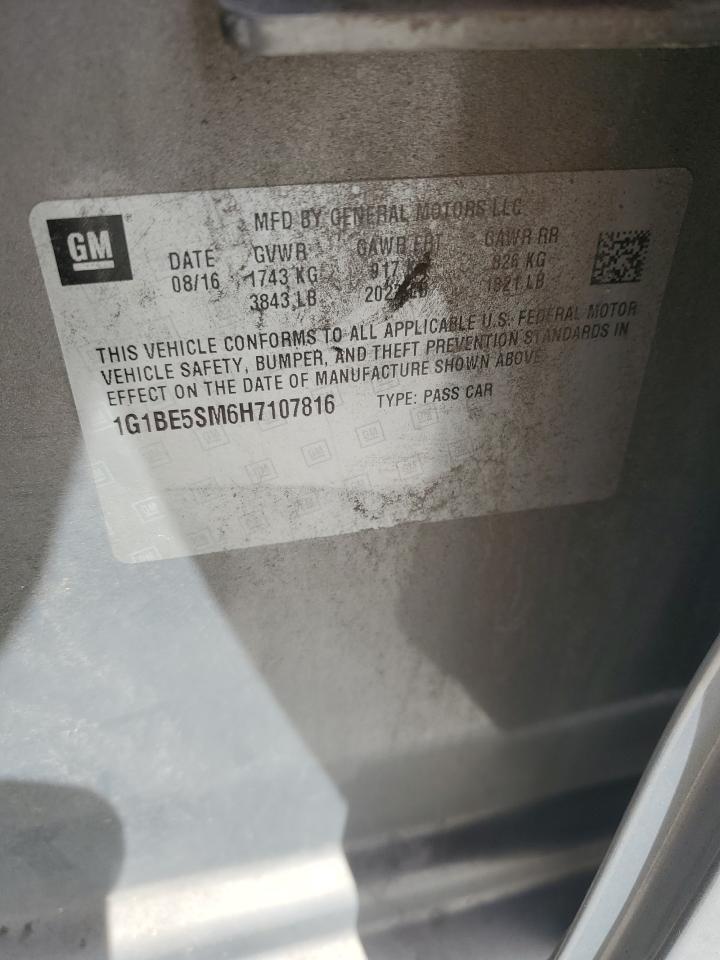 GM
MFD BY GENERAL MOTORS LLC
DATE GVWR GAWR FRT GAWR RR
08/16 1743 KG 917 826 KG
3843 LB LB 1821 LB
THIS VEHICLE CONFORMS TO ALL APPLICABLE U.S. FEDERAL MOTOR
VEHICLE SAFETY, BUMPER, AND THEFT PREVENTION STANDARDS IN
EFFECT ON THE DATE OF MANUFACTURE SHOWN ABOVE
1G1BE5SM6H7107816 TYPE: PASS CAR